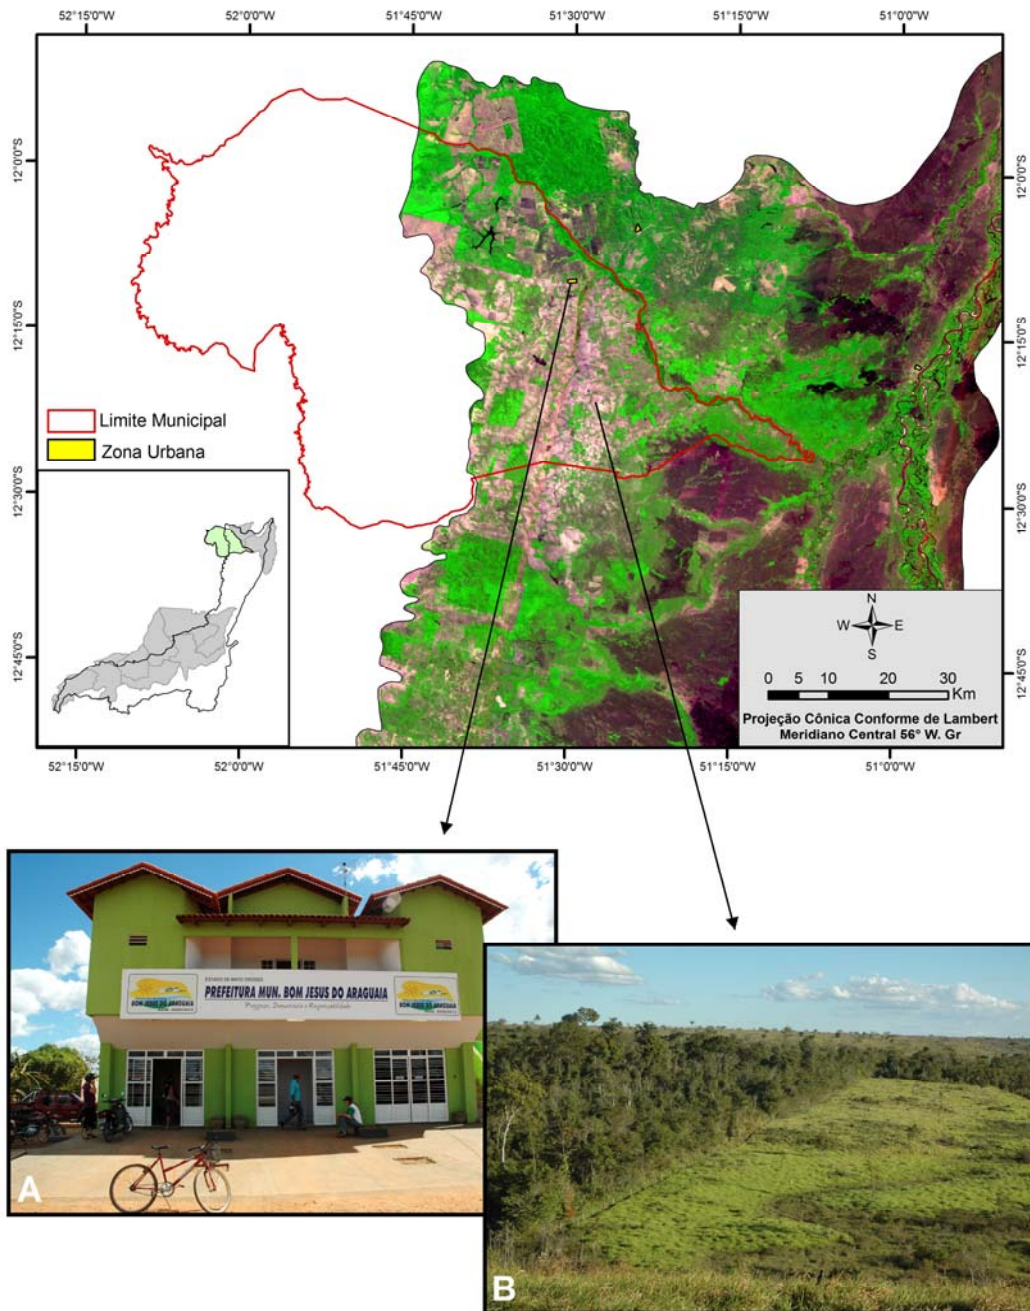 52°15'0"W 52°0'0"W 51°45'0"W 51°30'0"W 51°15'0"W 51°0'0"W
12°0'0"S 12°0'0"S
12°15'0"S 12°15'0"S
Limite Municipal
Zona Urbana
12°30'0"S 12°30'0"S
N
W E
S
12°45'0"S 12°45'0"S
0 5 10 20 30
Km
Projeção Cônica Conforme de Lambert
Meridiano Central 56° W. Gr
52°15'0"W 52°0'0"W 51°45'0"W 51°30'0"W 51°15'0"W 51°0'0"W
ESTADO DE MATO GROSSO
PREFEITURA MUN. BOM JESUS DO ARAGUAIA
BOM JESUS DO ARAGUAIA
BOM JESUS DO ARAGUAIA
A
B